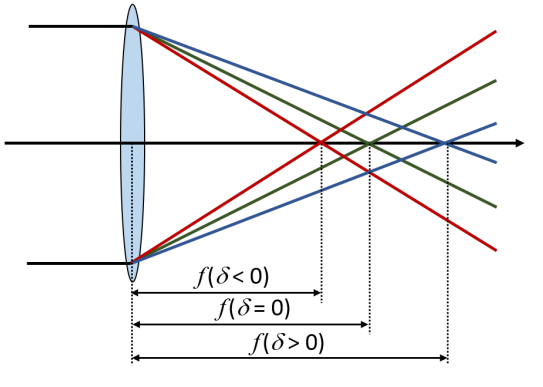 f(δ < 0)
f(δ = 0)
f(δ > 0)